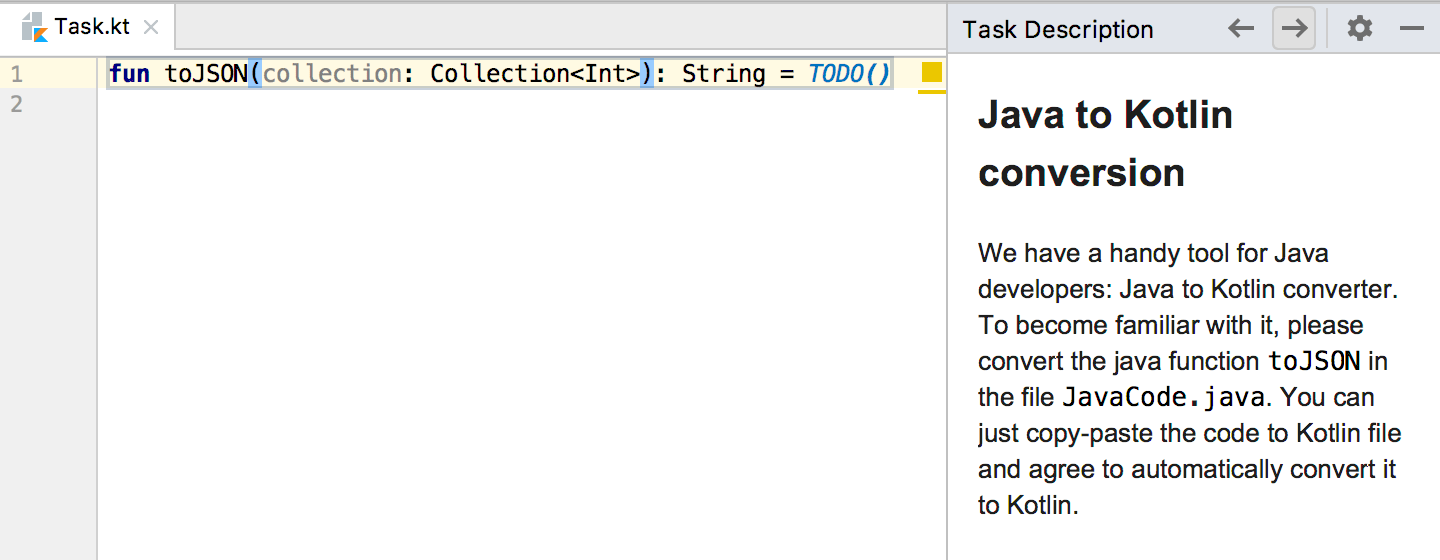 Task.kt
Task Description
1 fun toJSON(collection: Collection<Int>): String = TODO()
2
Java to Kotlin
conversion
We have a handy tool for Java
developers: Java to Kotlin converter.
To become familiar with it, please
convert the java function toJSON in
the file JavaCode.java. You can
just copy-paste the code to Kotlin file
and agree to automatically convert it
to Kotlin.